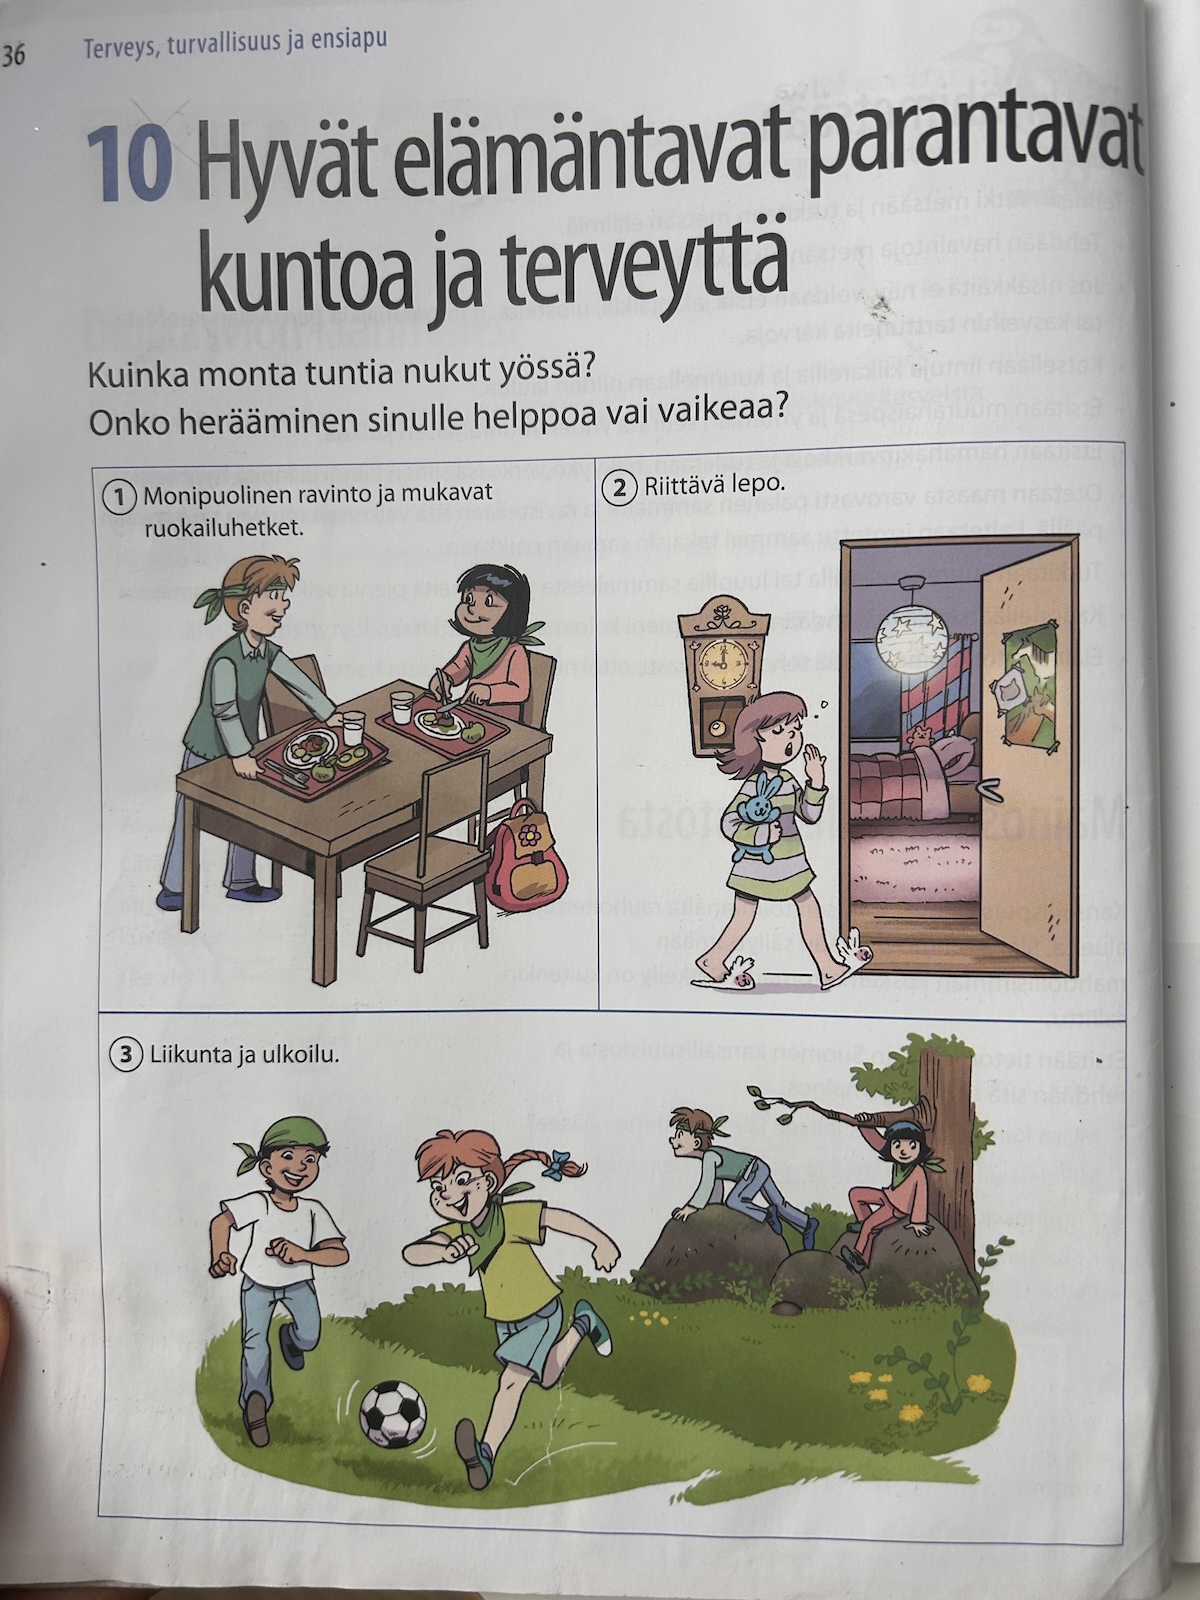 36
Terveys, turvallisuus ja ensiapu
10 Hyvät elämäntavat parantavat
kuntoa ja terveyttä
Kuinka monta tuntia nukut yössä?
Onko herääminen sinulle helppoa vai vaikeaa?
1 Monipuolinen ravinto ja mukavat
ruokailuhetket.
2 Riittävä lepo.
3 Liikunta ja ulkoilu.